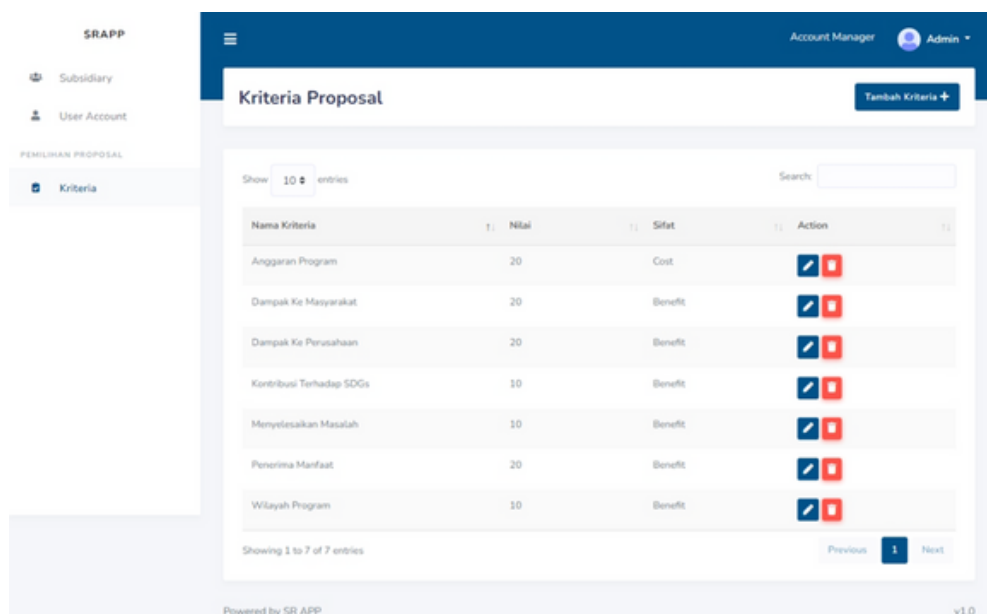 SRAPP
Account Manager Admin
Subsidiary
User Account
PEMILIHAN PROPOSAL
Kriteria
Kriteria Proposal
Tambah Kriteria +
Show 10 entries
Search:
Nama Kriteria Nilai Sifat Action
Anggaran Program 20 Cost
Dampak Ke Masyarakat 20 Benefit
Dampak Ke Perusahaan 20 Benefit
Kontribusi Terhadap SDGs 10 Benefit
Menyelesaikan Masalah 10 Benefit
Penerima Manfaat 20 Benefit
Wilayah Program 10 Benefit
Showing 1 to 7 of 7 entries
Previous 1 Next
Powered by SR APP v1.0